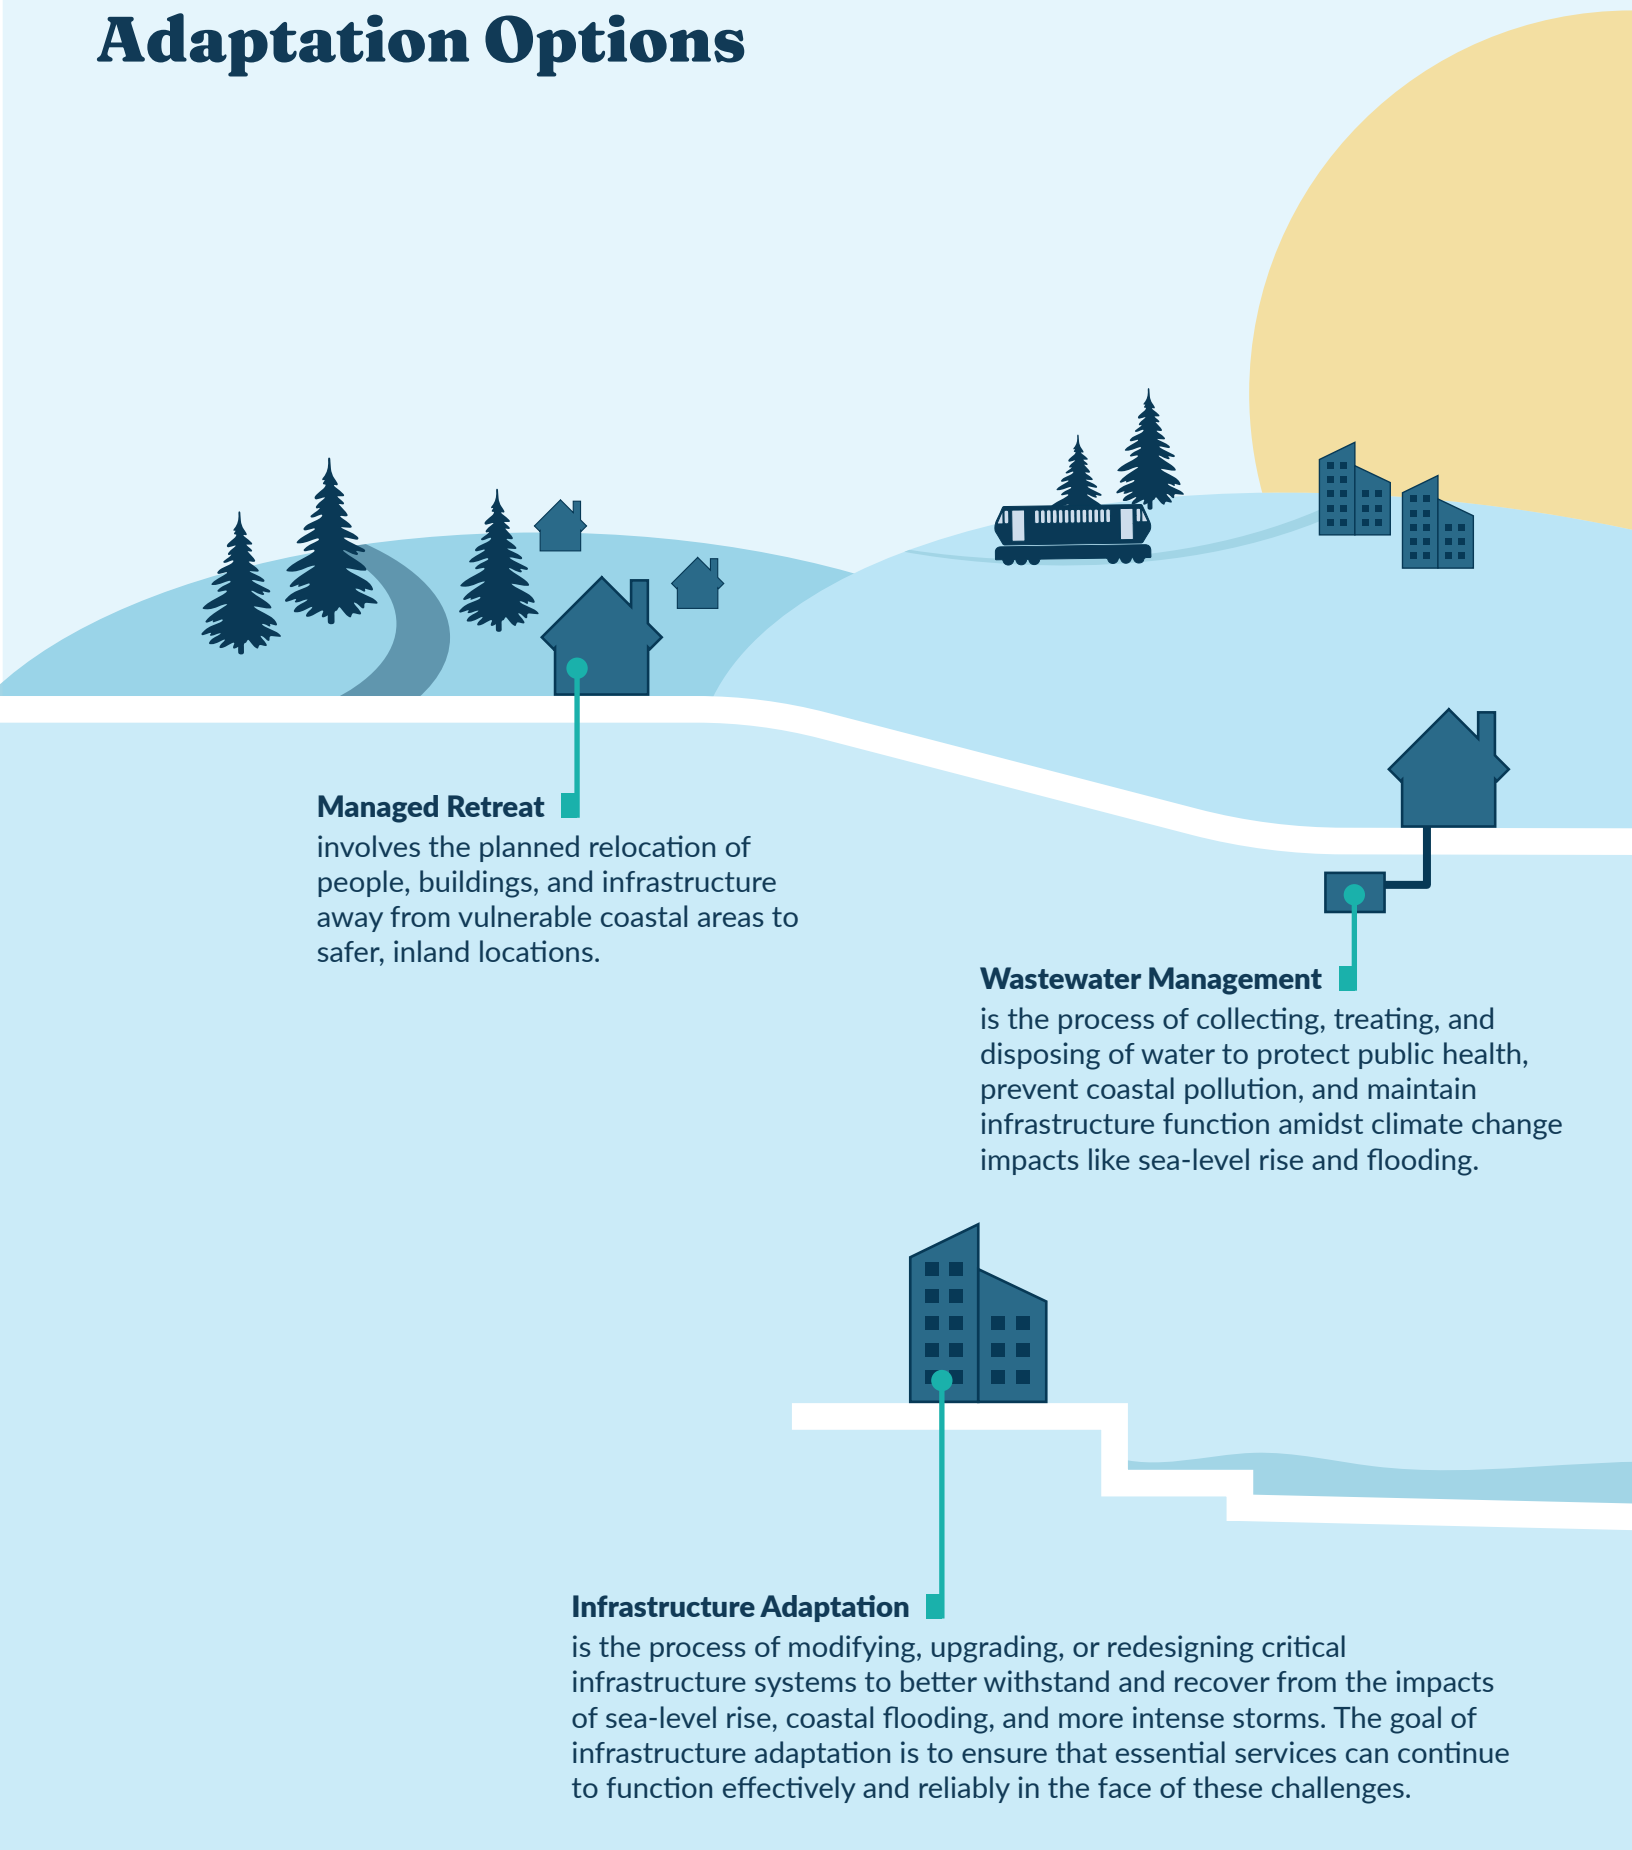 Adaptation Options
Managed Retreat
involves the planned relocation of
people, buildings, and infrastructure
away from vulnerable coastal areas to
safer, inland locations.
Wastewater Management
is the process of collecting, treating, and
disposing of water to protect public health,
prevent coastal pollution, and maintain
infrastructure function amidst climate change
impacts like sea-level rise and flooding.
Infrastructure Adaptation
is the process of modifying, upgrading, or redesigning critical
infrastructure systems to better withstand and recover from the impacts
of sea-level rise, coastal flooding, and more intense storms. The goal of
infrastructure adaptation is to ensure that essential services can continue
to function effectively and reliably in the face of these challenges.